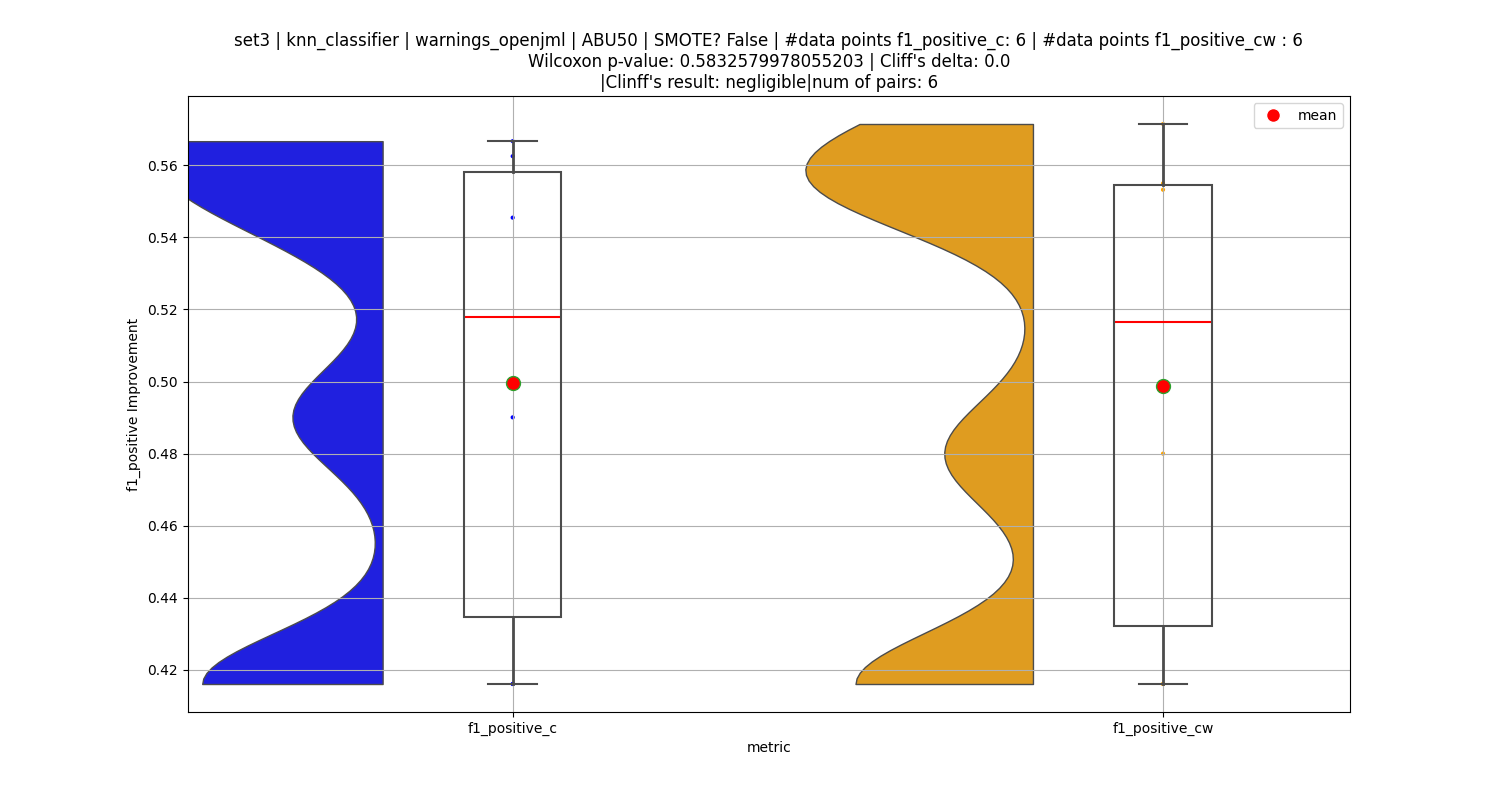 set3 | knn_classifier | warnings_openjml | ABU50 | SMOTE? False | #data points f1_positive_c: 6 | #data points f1_positive_cw : 6
Wilcoxon p-value: 0.5832579978055203 | Cliff's delta: 0.0
|Clinff's result: negligible|num of pairs: 6
mean
0.56
0.54
0.52
0.50
0.48
0.46
0.44
0.42
f1_positive Improvement
f1_positive_c
f1_positive_cw
metric